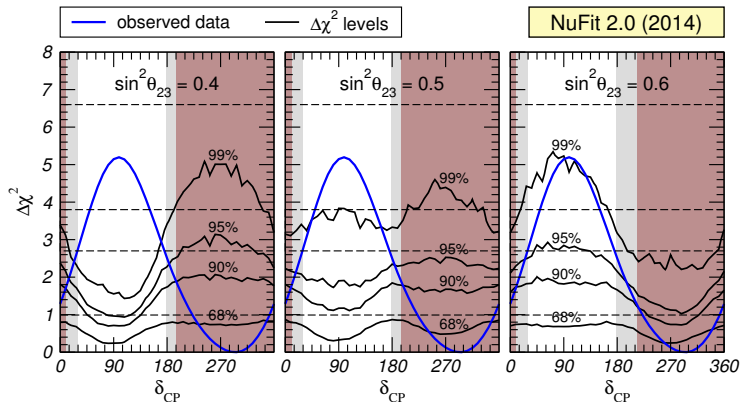 observed data
Δχ² levels
NuFit 2.0 (2014)
8
7
6
5
4
3
2
1
0
Δχ²
sin²θ₂₃ = 0.4
99%
95%
90%
68%
sin²θ₂₃ = 0.5
99%
95%
90%
68%
sin²θ₂₃ = 0.6
99%
95%
90%
68%
0 90 180 270 0 90 180 270 0 90 180 270 360
δCP δCP δCP